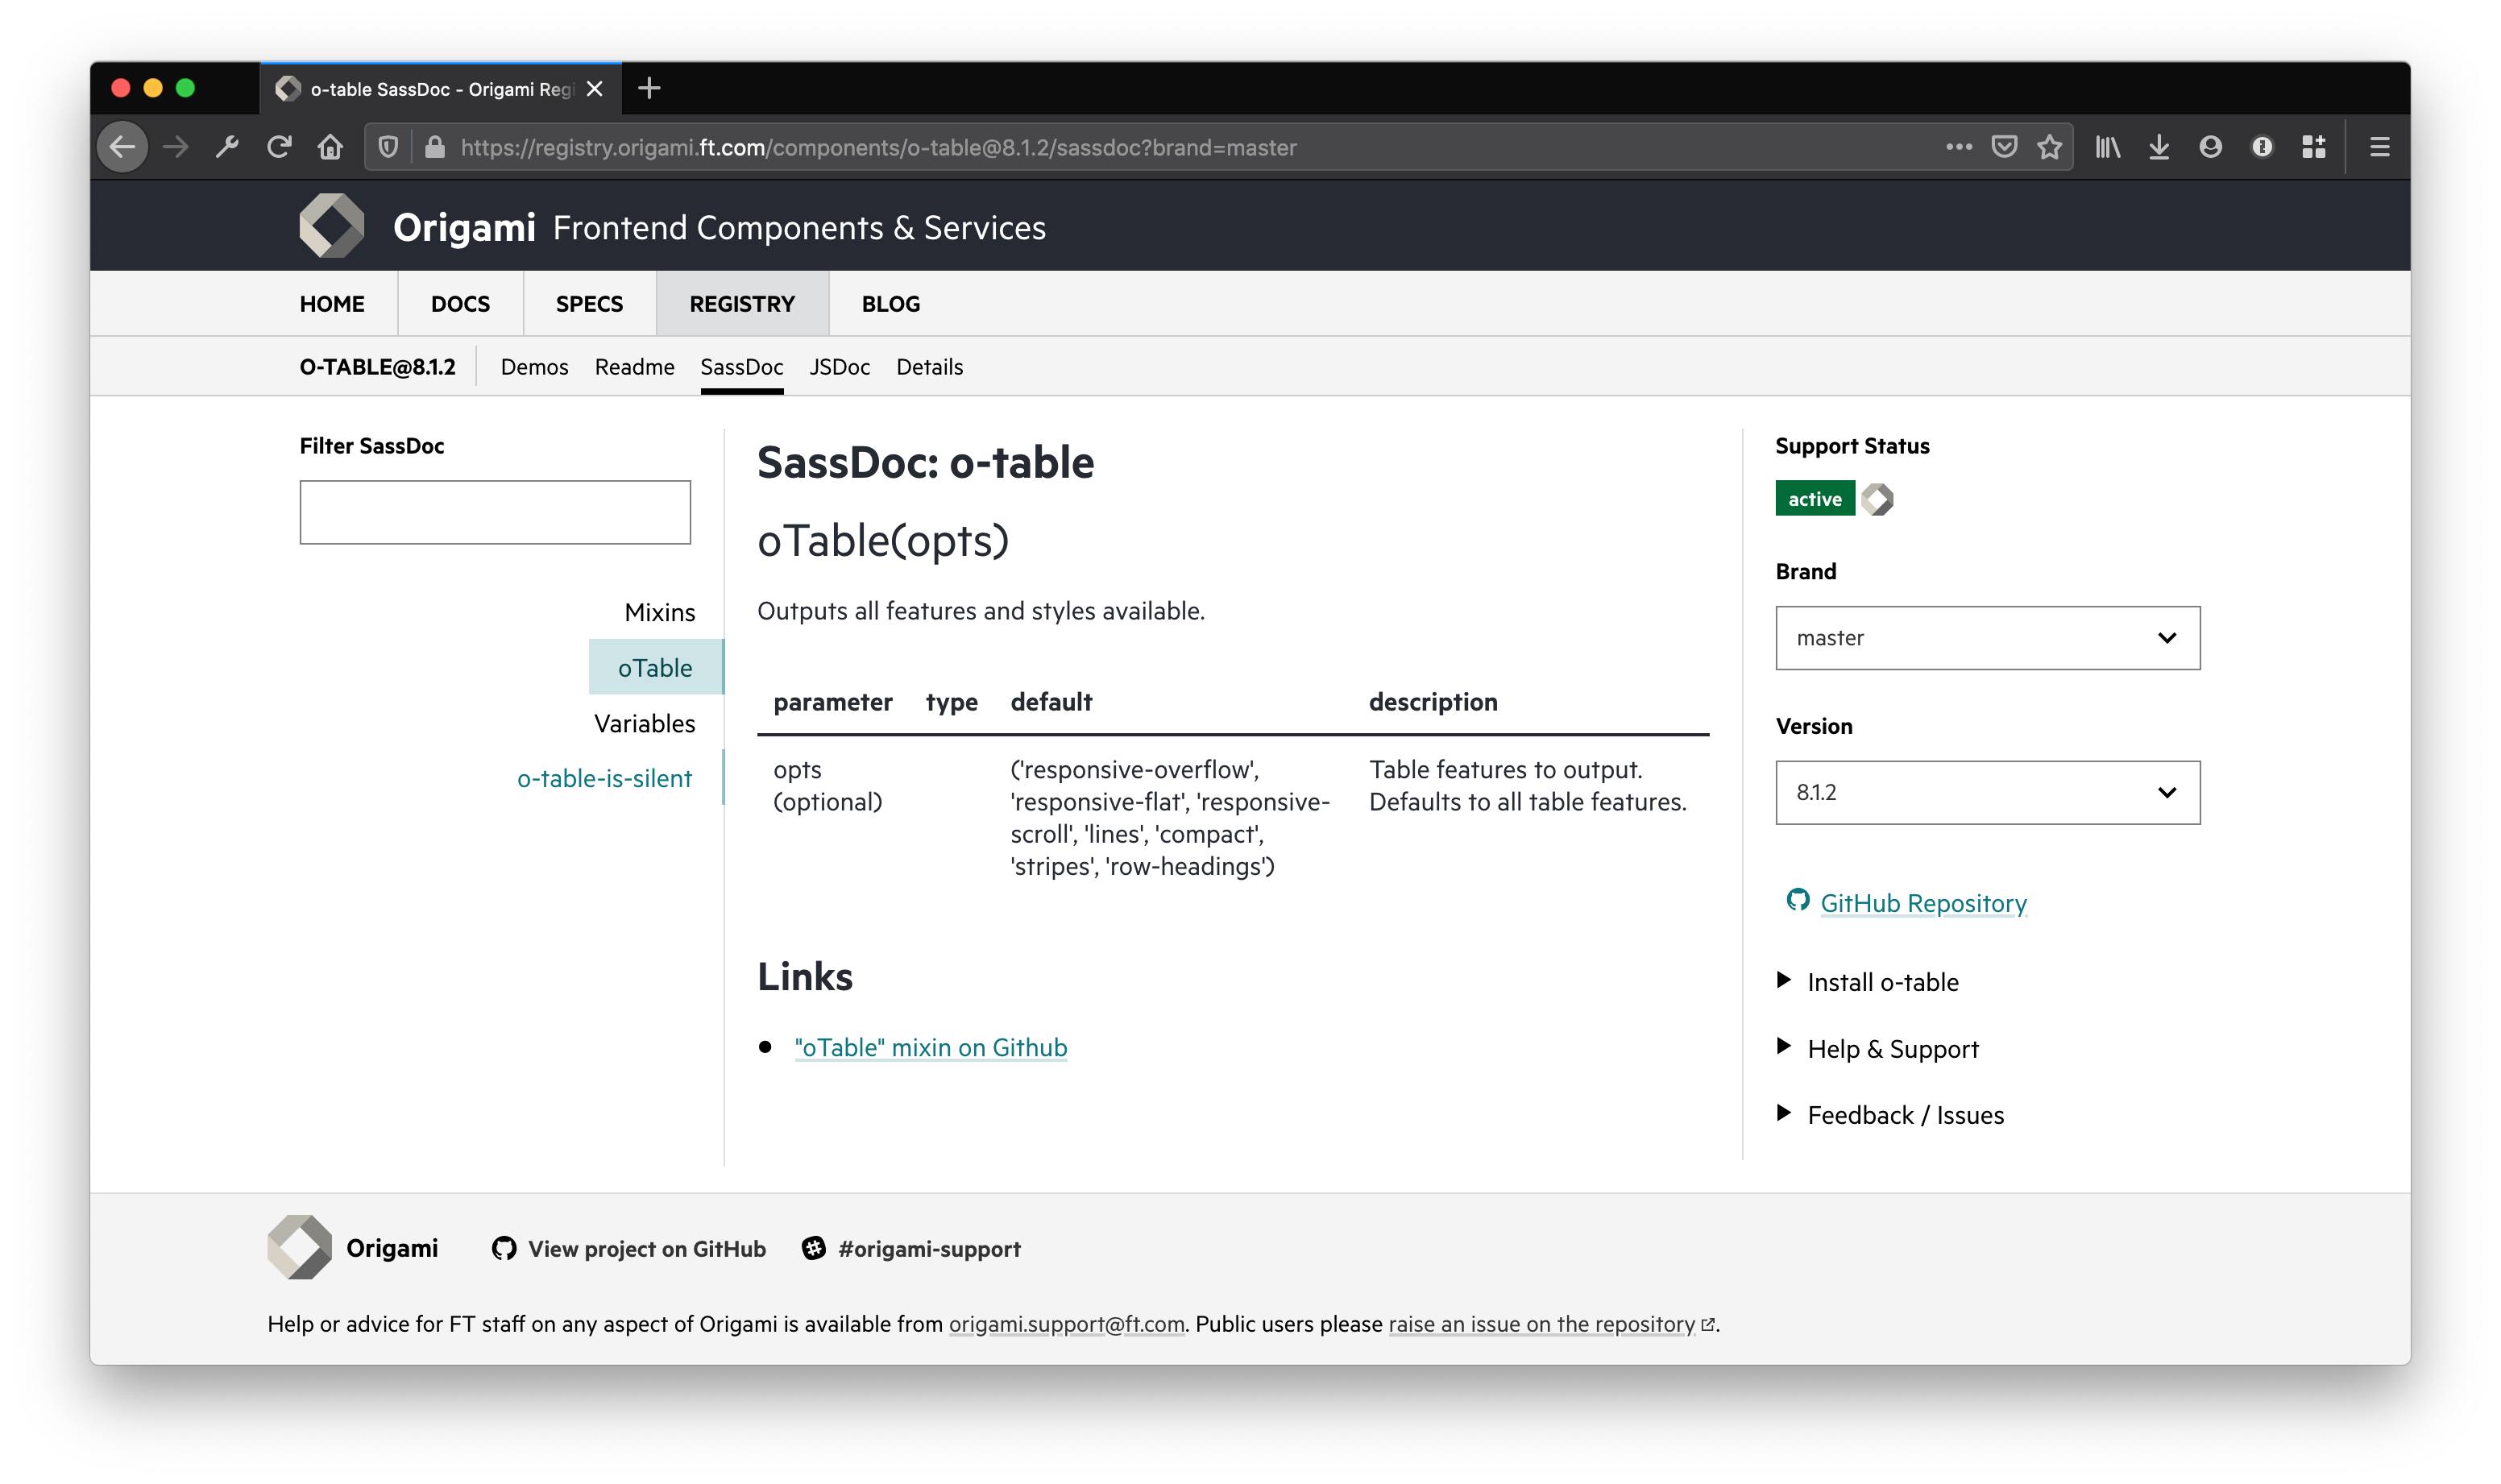 o-table SassDoc - Origami Regi
https://registry.origami.ft.com/components/o-table@8.1.2/sassdoc?brand=master
Origami Frontend Components & Services
HOME DOCS SPECS REGISTRY BLOG
O-TABLE@8.1.2 Demos Readme SassDoc JSDoc Details
Filter SassDoc
Mixins
oTable
Variables
o-table-is-silent
SassDoc: o-table
oTable(opts)
Outputs all features and styles available.
parameter type default description
opts
(optional)
('responsive-overflow',
'responsive-flat', 'responsive-
scroll', 'lines', 'compact',
'stripes', 'row-headings')
Table features to output.
Defaults to all table features.
Links
"oTable" mixin on Github
Support Status
active
Brand
master
Version
8.1.2
GitHub Repository
Install o-table
Help & Support
Feedback / Issues
Origami View project on GitHub #origami-support
Help or advice for FT staff on any aspect of Origami is available from origami.support@ft.com. Public users please raise an issue on the repository.